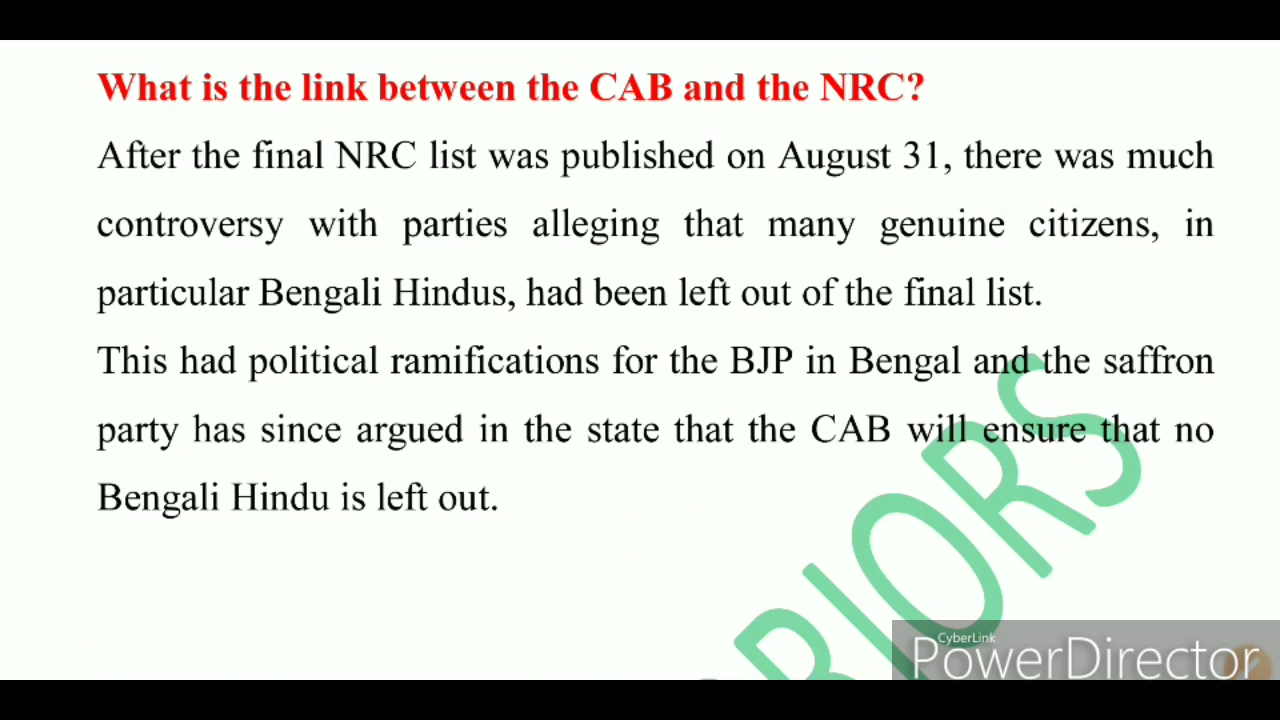 What is the link between the CAB and the NRC?
After the final NRC list was published on August 31, there was much
controversy with parties alleging that many genuine citizens, in
particular Bengali Hindus, had been left out of the final list.
This had political ramifications for the BJP in Bengal and the saffron
party has since argued in the state that the CAB will ensure that no
Bengali Hindu is left out.
RIORS
CyberLink
PowerDirector